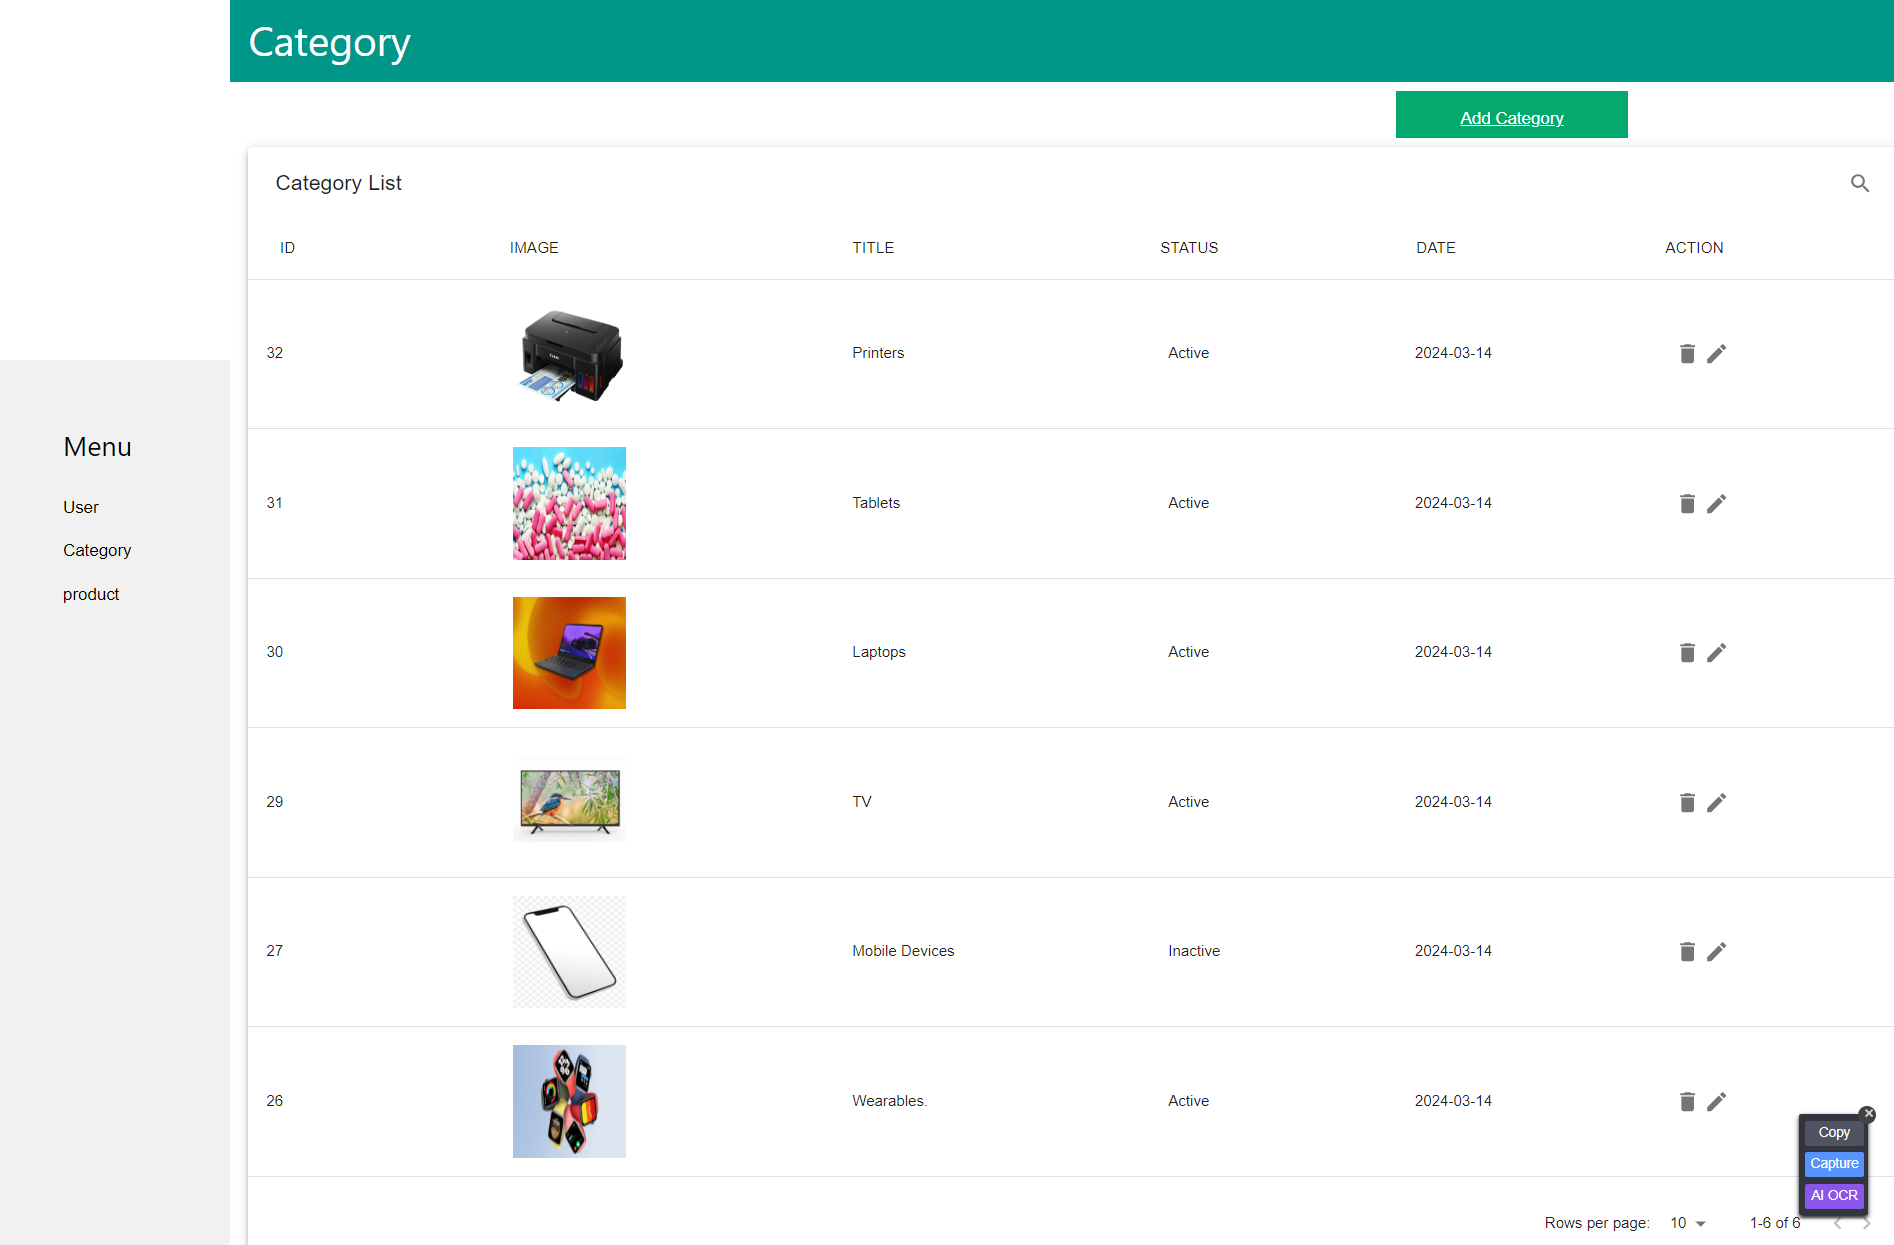 Category
Add Category
Category List
ID IMAGE TITLE STATUS DATE ACTION
32 Printers Active 2024-03-14
Menu
User
Category
product
31 Tablets Active 2024-03-14
30 Laptops Active 2024-03-14
29 TV Active 2024-03-14
27 Mobile Devices Inactive 2024-03-14
26 Wearables. Active 2024-03-14
Copy
Capture
AI OCR
Rows per page: 10 1-6 of 6